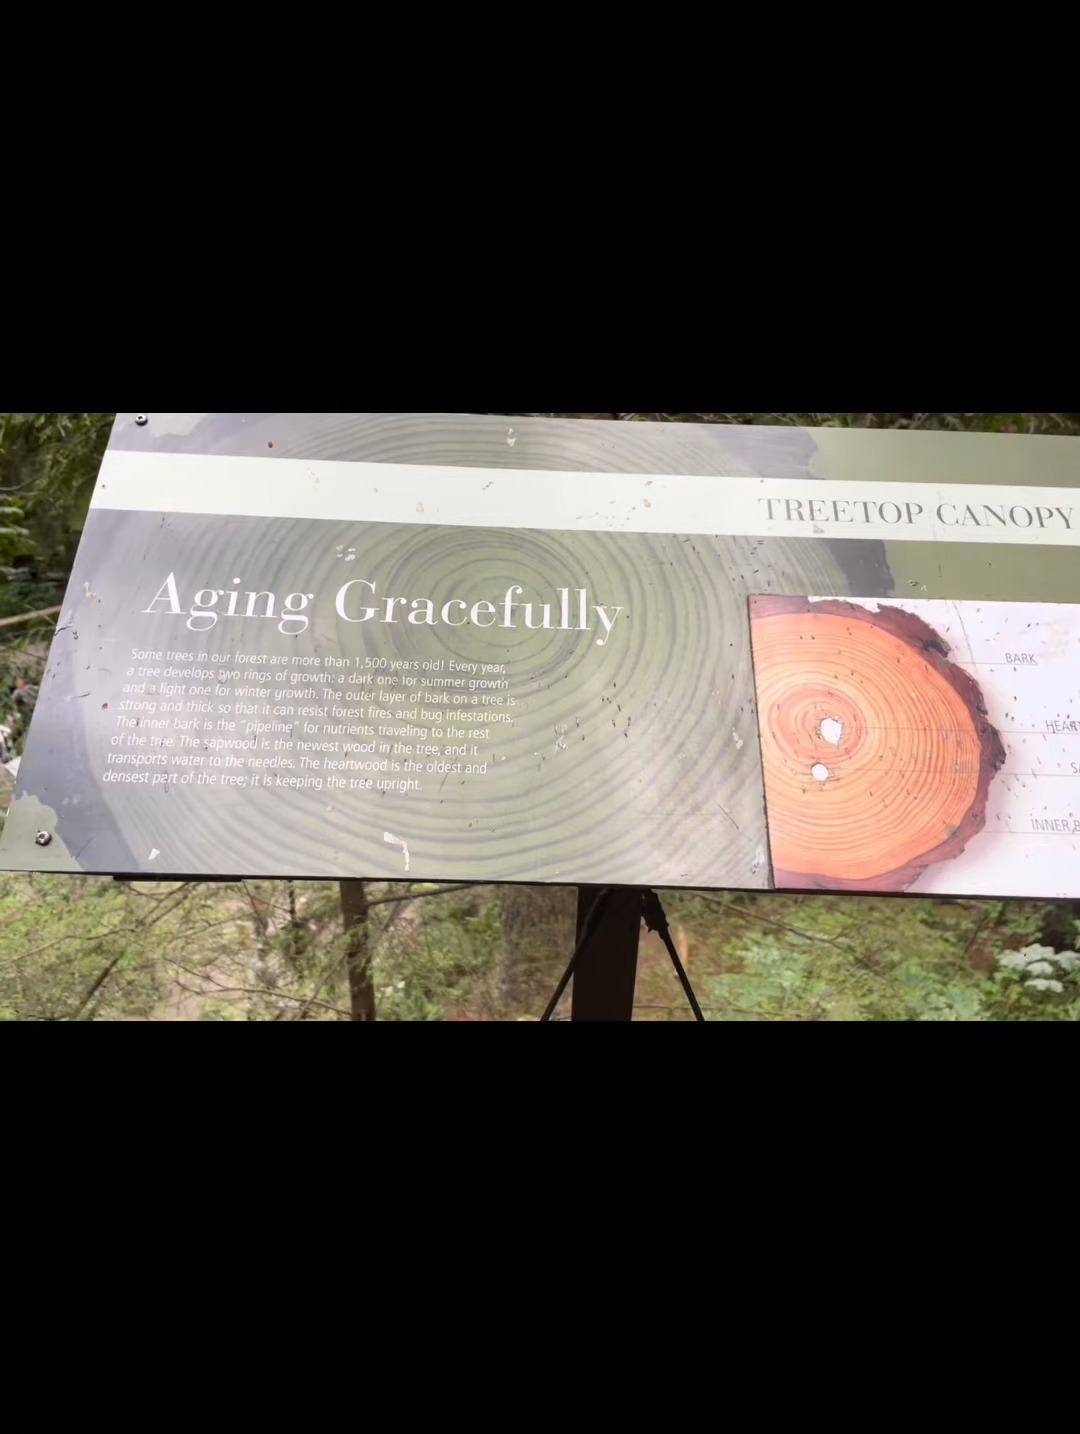 TREETOP CANOPY
Aging Gracefully
Some trees in our forest are more than 1,500 years old! Every year,
a tree develops two rings of growth: a dark one for summer growth
and a light one for winter growth. The outer layer of bark on a tree is
strong and thick so that it can resist forest fires and bug infestations.
The inner bark is the “pipeline” for nutrients traveling to the rest
of the tree. The sapwood is the newest wood in the tree, and it
transports water to the needles. The heartwood is the oldest and
densest part of the tree; it is keeping the tree upright.
BARK
INNER